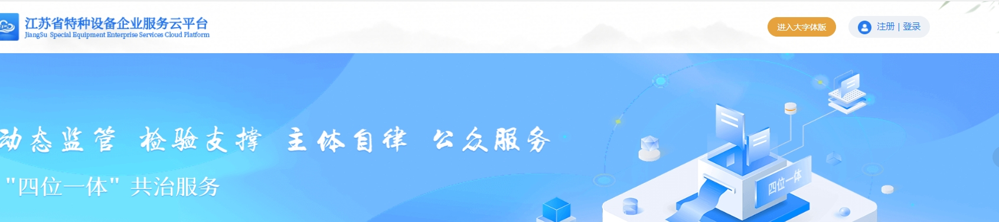 江苏省特种设备企业服务云平台
JiangSu Special Equipment Enterprise Services Cloud Platform
进入大字体版
注册 | 登录
动态监管 检验支撑 主体自律 公众服务
"四位一体" 共治服务
四位一体